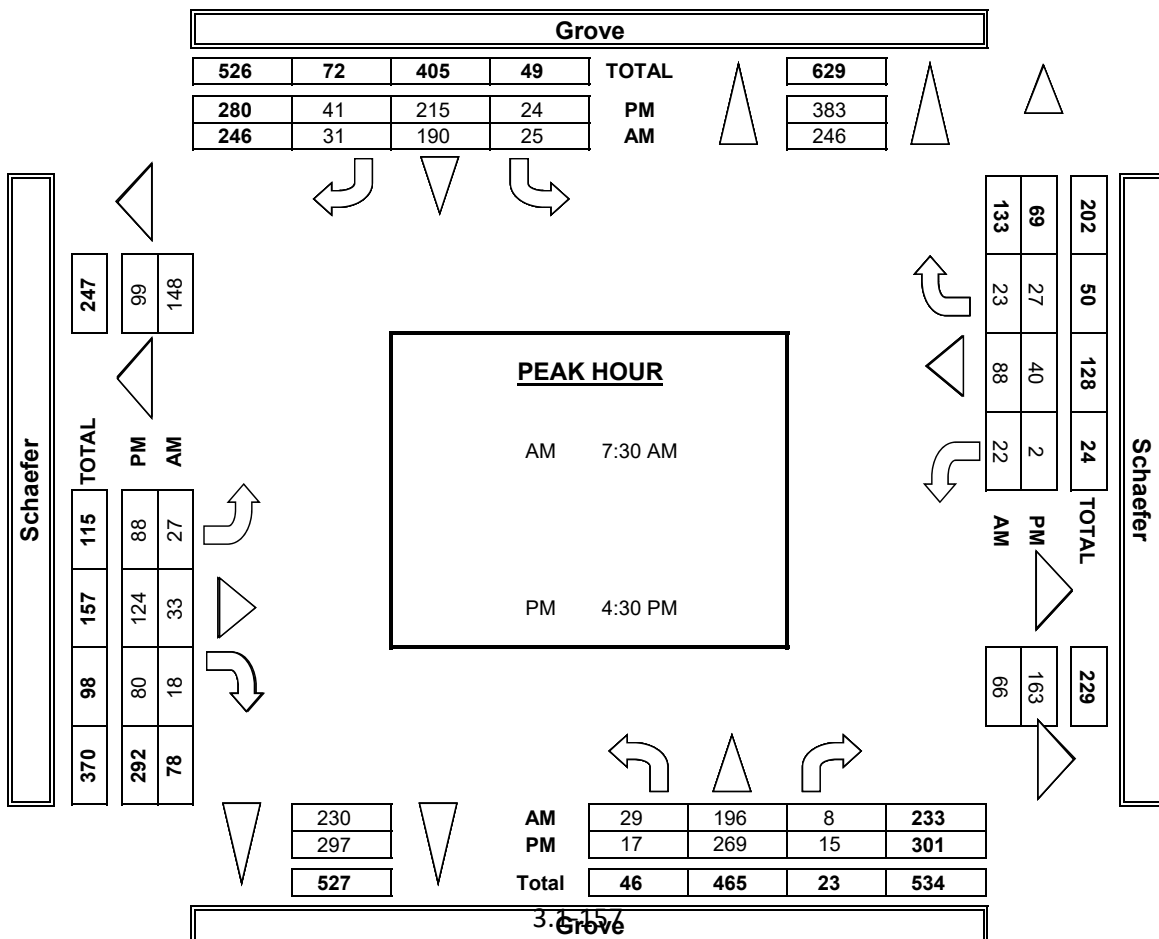 Grove
526 72 405 49 TOTAL 629
280 41 215 24 PM 383
246 31 190 25 AM 246
Schaefer
247
99
148
TOTAL 115 157 98 370
PM 88 124 80 292
AM 27 33 18 78
PEAK HOUR
AM 7:30 AM
PM 4:30 PM
202 50 128 24 TOTAL
69 27 40 2 PM
133 23 88 22 AM
229
163
66
Schaefer
230 AM 29 196 8 233
297 PM 17 269 15 301
527 Total 46 465 23 534
3.1-157
Grove